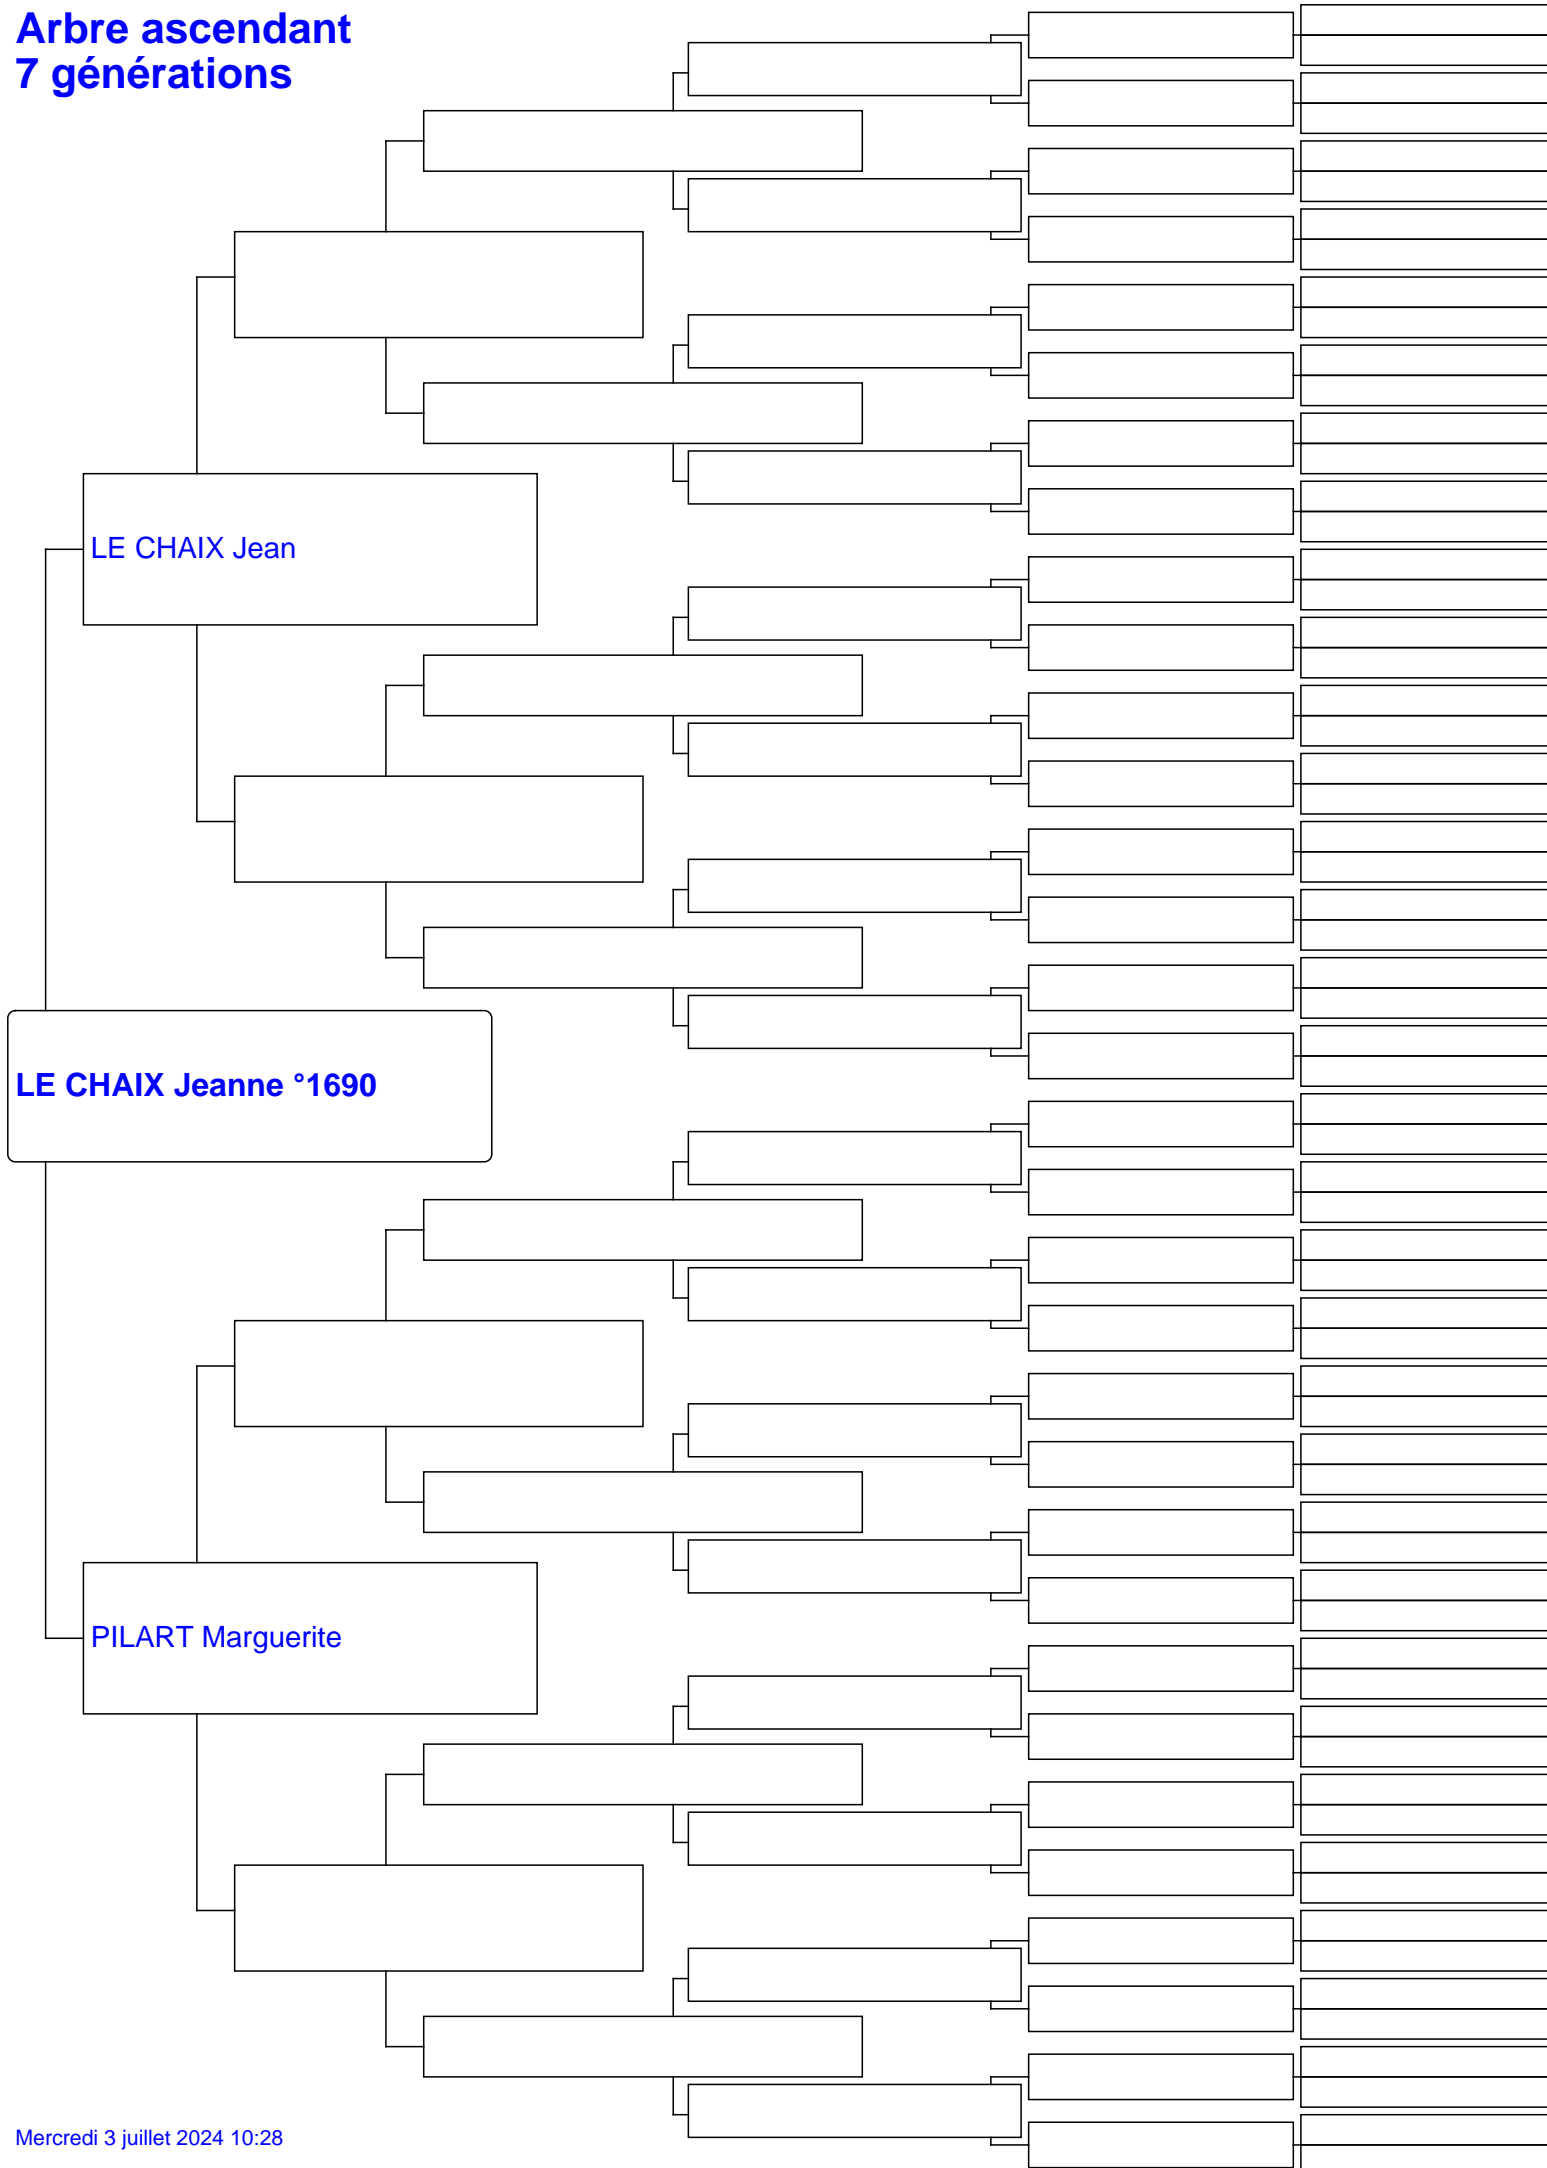 Arbre ascendant
7 générations
LE CHAIX Jean
LE CHAIX Jeanne °1690
PILART Marguerite
Mercredi 3 juillet 2024 10:28